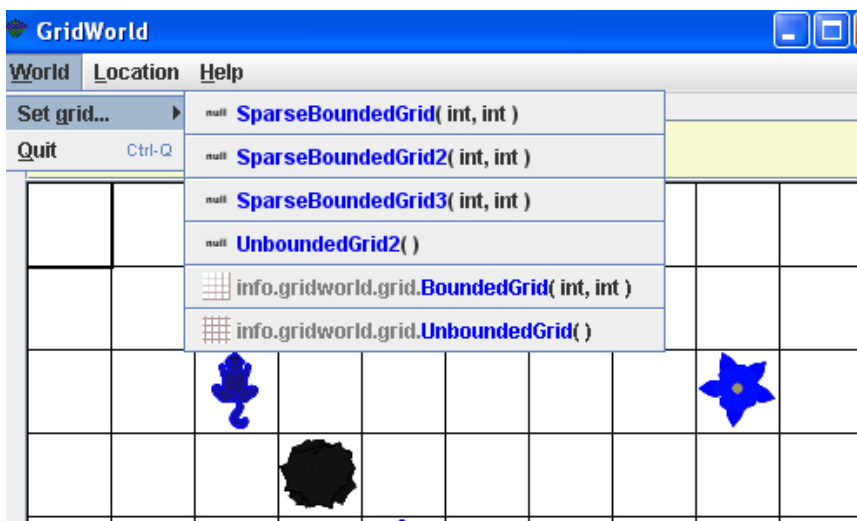 GridWorld
World Location Help
Set grid...
Quit Ctrl-Q
null SparseBoundedGrid( int, int )
null SparseBoundedGrid2( int, int )
null SparseBoundedGrid3( int, int )
null UnboundedGrid2( )
info.gridworld.grid.BoundedGrid( int, int )
info.gridworld.grid.UnboundedGrid( )